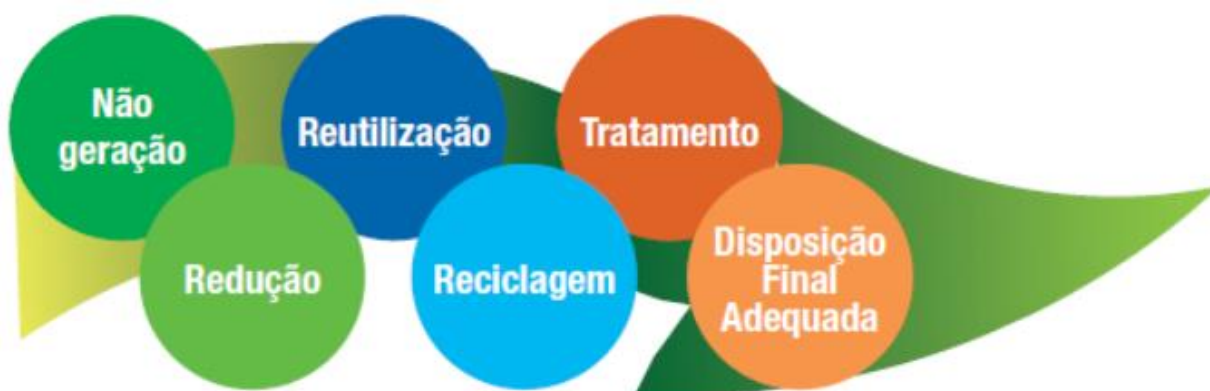 Não
geração
Redução
Reutilização
Reciclagem
Tratamento
Disposição
Final
Adequada